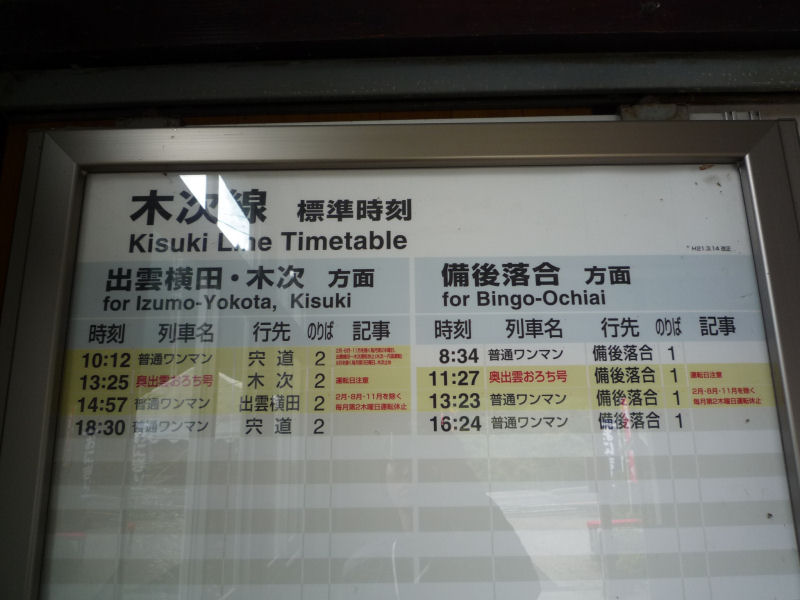 木次線 標準時刻
Kisuki Line Timetable
H21.3.14 改正
出雲横田・木次 方面
for Izumo-Yokota, Kisuki
時刻 列車名 行先 のりば 記事
10:12 普通ワンマン 宍道 2
13:25 奥出雲おろち号 木次 2 運転日注意
14:57 普通ワンマン 出雲横田 2 2月・8月・11月を除く
毎月第2木曜日運転休止
18:30 普通ワンマン 宍道 2
備後落合 方面
for Bingo-Ochiai
時刻 列車名 行先 のりば 記事
8:34 普通ワンマン 備後落合 1
11:27 奥出雲おろち号 備後落合 1 運転日注意
13:23 普通ワンマン 備後落合 1 2月・8月・11月を除く
毎月第2木曜日運転休止
16:24 普通ワンマン 備後落合 1